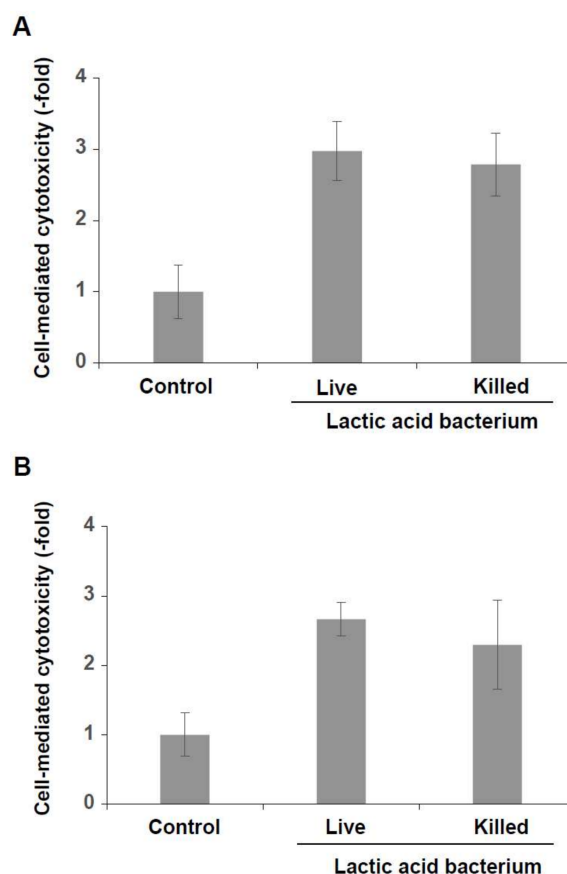 A
Cell-mediated cytotoxicity (-fold)
4
3
2
1
0
Control
Live
Killed
Lactic acid bacterium
B
Cell-mediated cytotoxicity (-fold)
4
3
2
1
0
Control
Live
Killed
Lactic acid bacterium